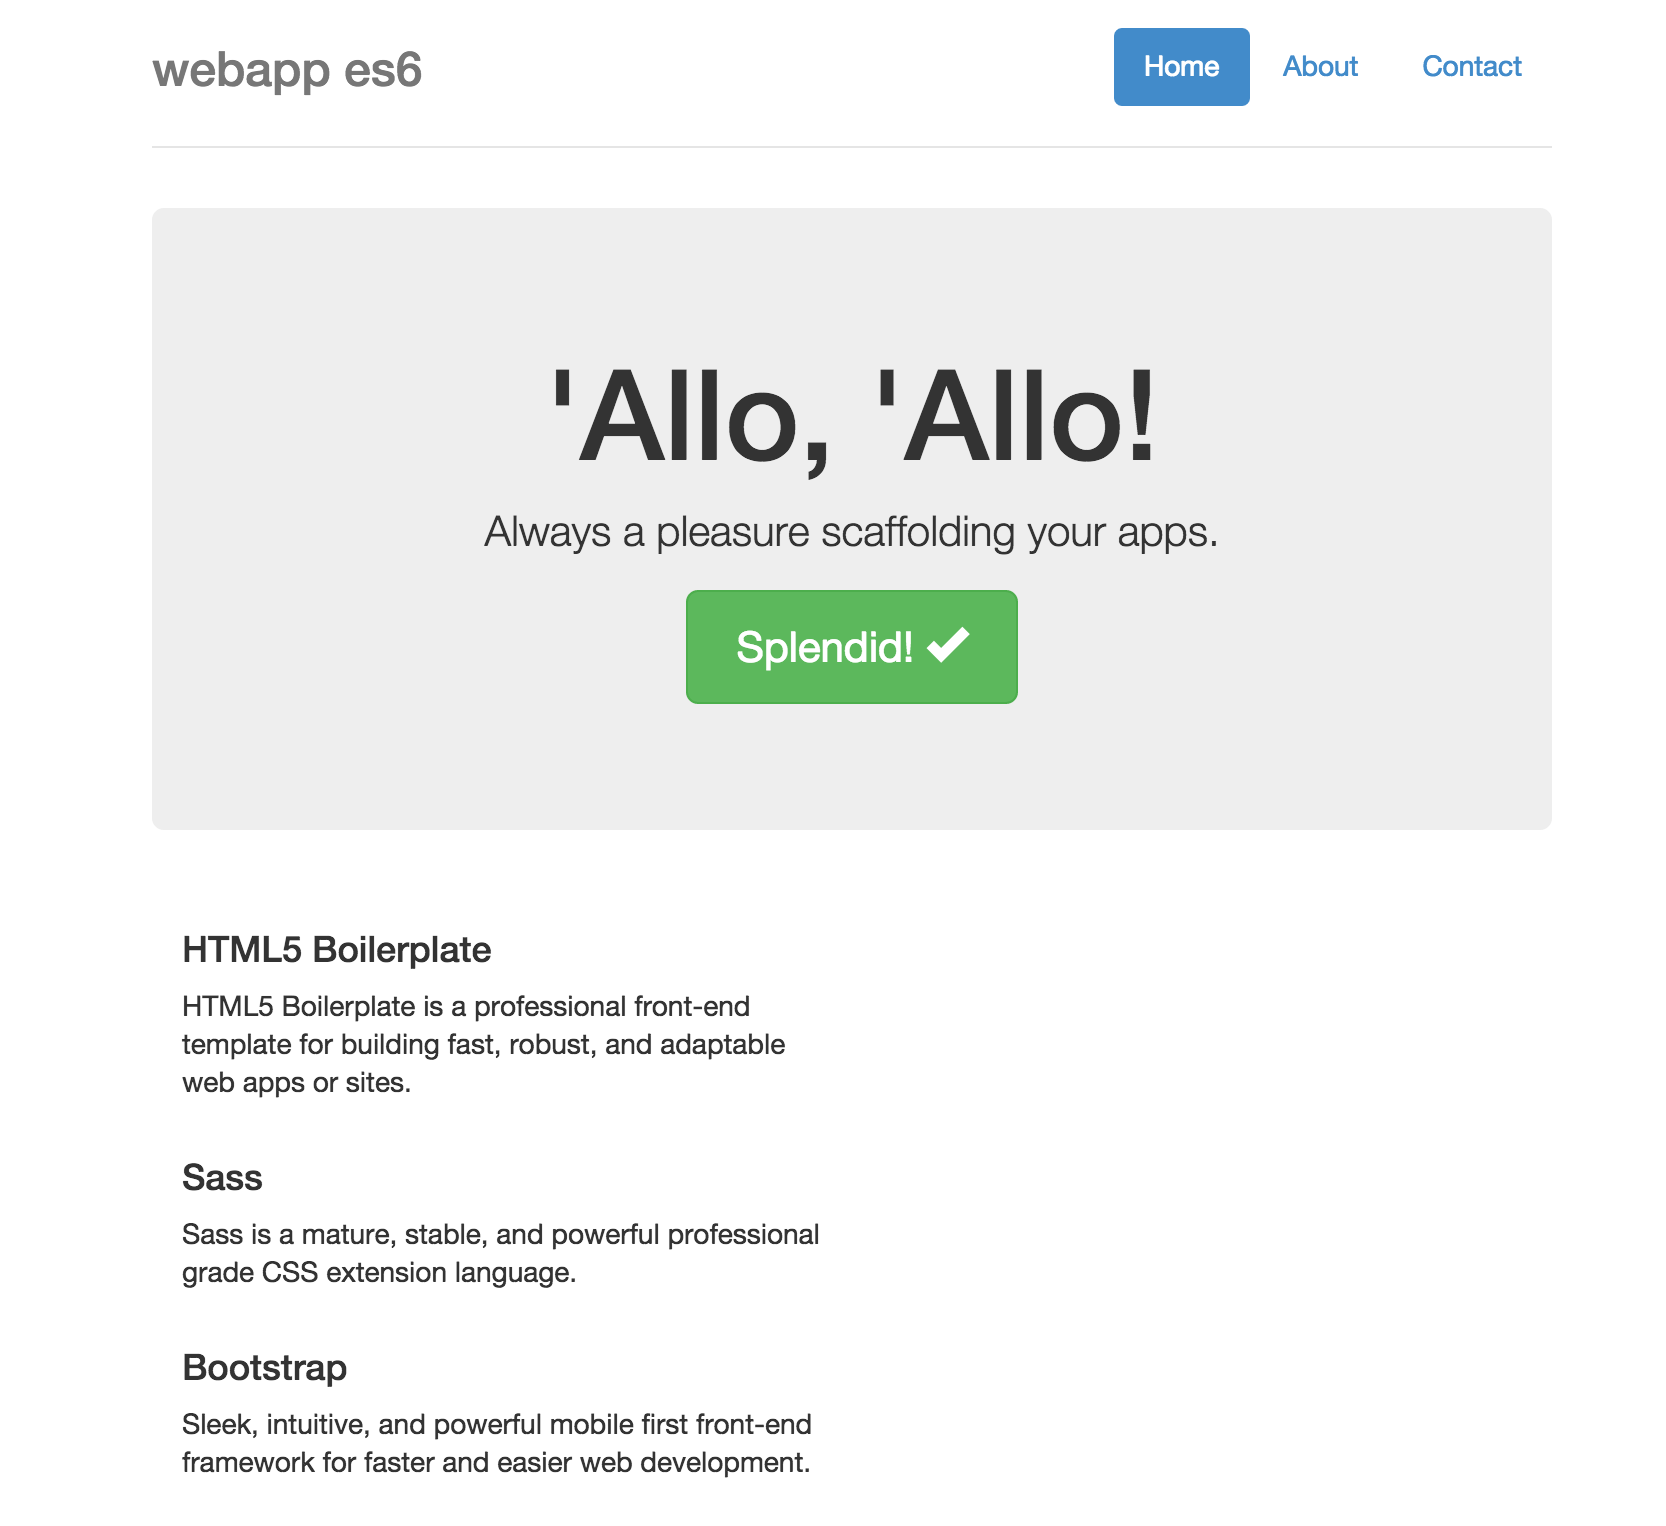 webapp es6
Home About Contact
'Allo, 'Allo!
Always a pleasure scaffolding your apps.
Splendid!
HTML5 Boilerplate
HTML5 Boilerplate is a professional front-end
template for building fast, robust, and adaptable
web apps or sites.
Sass
Sass is a mature, stable, and powerful professional
grade CSS extension language.
Bootstrap
Sleek, intuitive, and powerful mobile first front-end
framework for faster and easier web development.